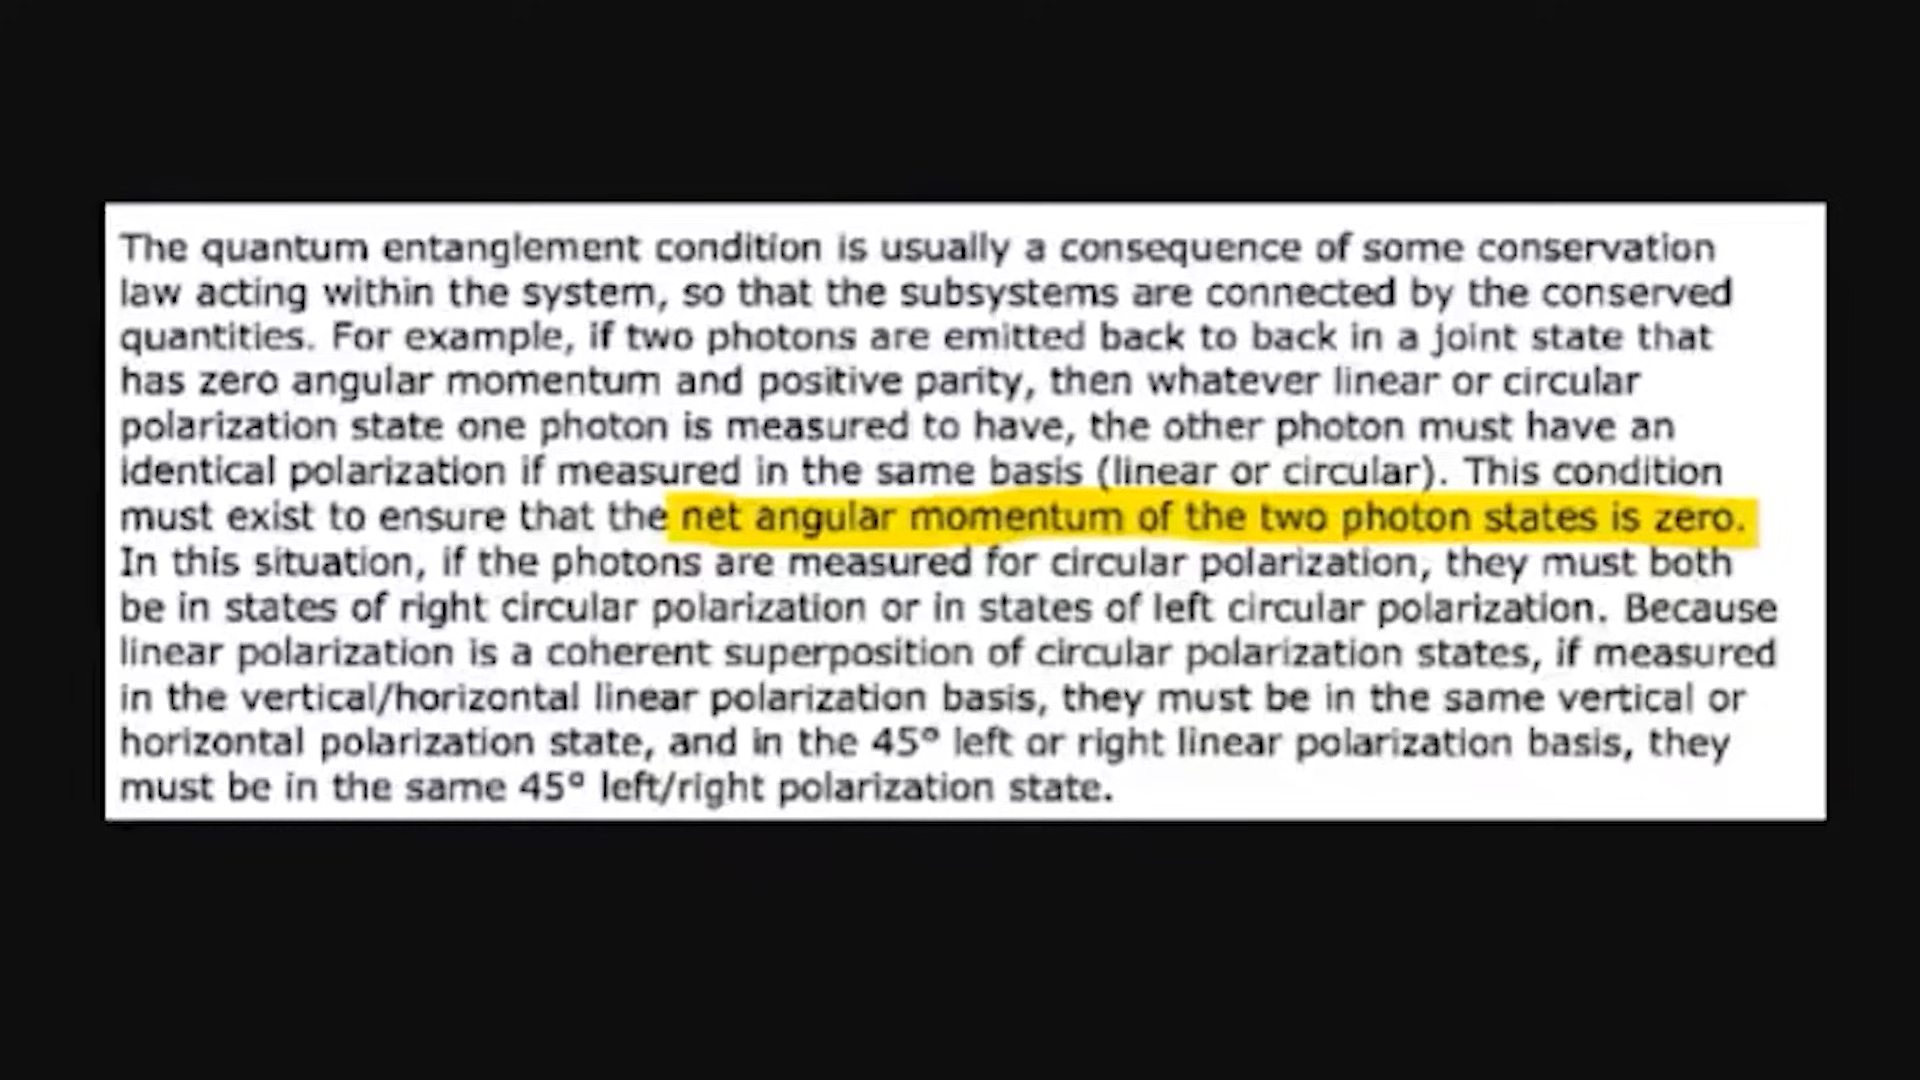 The quantum entanglement condition is usually a consequence of some conservation
law acting within the system, so that the subsystems are connected by the conserved
quantities. For example, if two photons are emitted back to back in a joint state that
has zero angular momentum and positive parity, then whatever linear or circular
polarization state one photon is measured to have, the other photon must have an
identical polarization if measured in the same basis (linear or circular). This condition
must exist to ensure that the net angular momentum of the two photon states is zero.
In this situation, if the photons are measured for circular polarization, they must both
be in states of right circular polarization or in states of left circular polarization. Because
linear polarization is a coherent superposition of circular polarization states, if measured
in the vertical/horizontal linear polarization basis, they must be in the same vertical or
horizontal polarization state, and in the 45º left or right linear polarization basis, they
must be in the same 45º left/right polarization state.